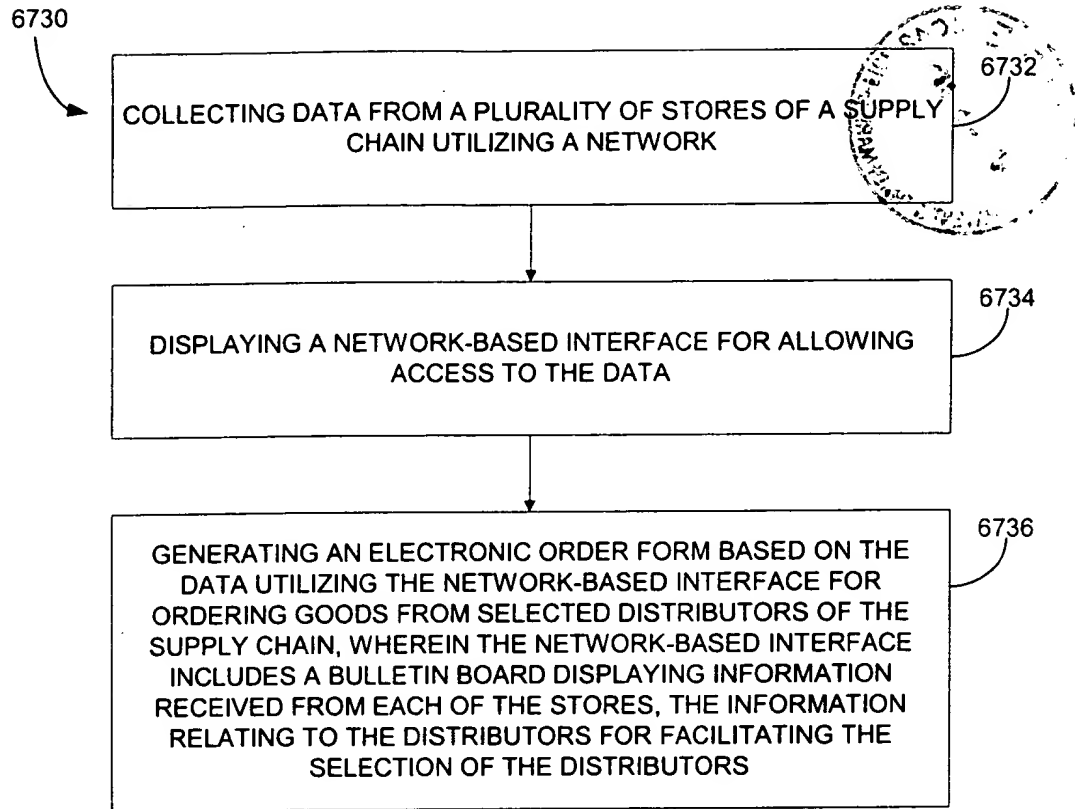 6730
6732
COLLECTING DATA FROM A PLURALITY OF STORES OF A SUPPLY
CHAIN UTILIZING A NETWORK
6734
DISPLAYING A NETWORK-BASED INTERFACE FOR ALLOWING
ACCESS TO THE DATA
6736
GENERATING AN ELECTRONIC ORDER FORM BASED ON THE
DATA UTILIZING THE NETWORK-BASED INTERFACE FOR
ORDERING GOODS FROM SELECTED DISTRIBUTORS OF THE
SUPPLY CHAIN, WHEREIN THE NETWORK-BASED INTERFACE
INCLUDES A BULLETIN BOARD DISPLAYING INFORMATION
RECEIVED FROM EACH OF THE STORES, THE INFORMATION
RELATING TO THE DISTRIBUTORS FOR FACILITATING THE
SELECTION OF THE DISTRIBUTORS